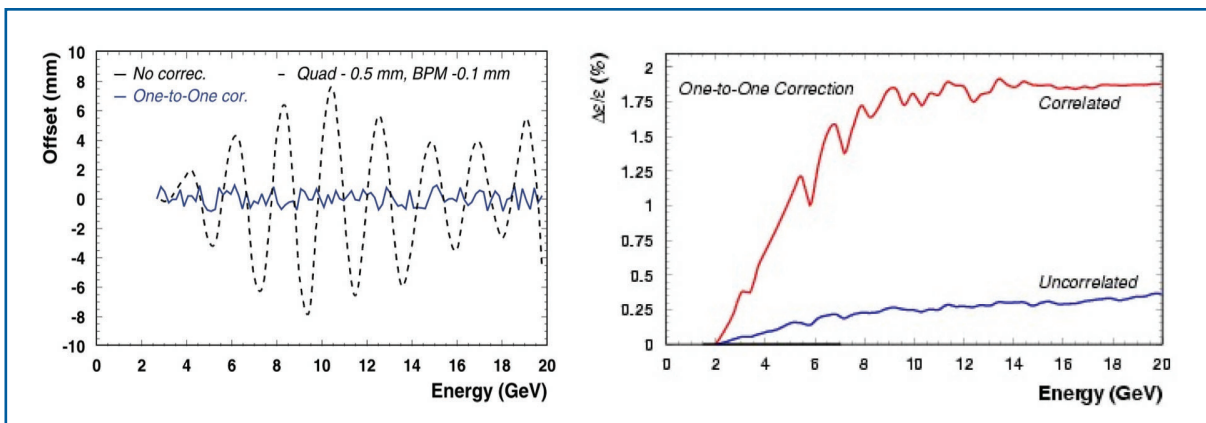 10
8
6
4
2
0
-2
-4
-6
-8
-10
Offset (mm)
No correc.
Quad - 0.5 mm, BPM -0.1 mm
One-to-One cor.
0 2 4 6 8 10 12 14 16 18 20
Energy (GeV)
Δε/ε (%)
2
1.75
1.5
1.25
1
0.75
0.5
0.25
0
One-to-One Correction
Correlated
Uncorrelated
0 2 4 6 8 10 12 14 16 18 20
Energy (GeV)